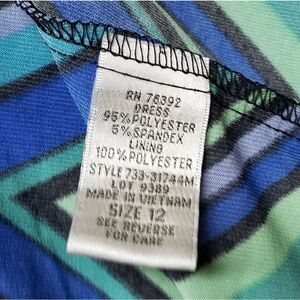 RN 76392
DRESS
95% POLYESTER
5% SPANDEX
LINING
100% POLYESTER
STYLE 733-31744M
LOT 9389
MADE IN VIETNAM
SIZE 12
SEE REVERSE
FOR CARE